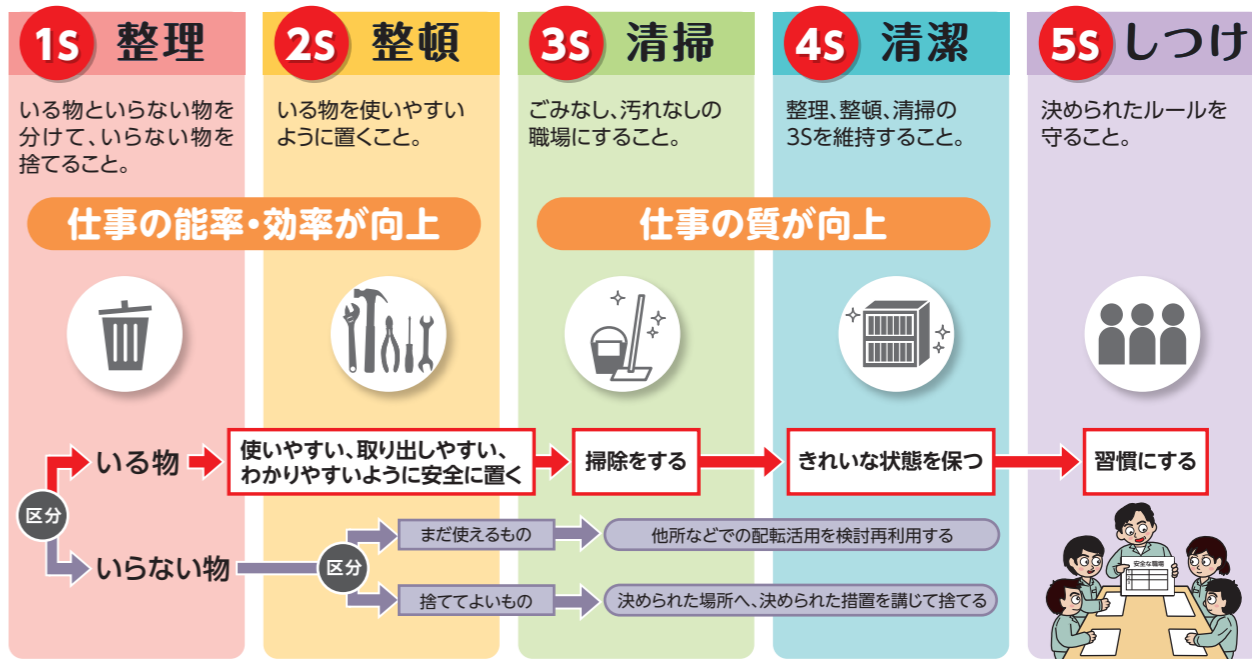 1S 整理
いる物といらない物を
分けて、いらない物を
捨てること。
2S 整頓
いる物を使いやすい
ように置くこと。
3S 清掃
ごみなし、汚れなしの
職場にすること。
4S 清潔
整理、整頓、清掃の
3Sを維持すること。
5S しつけ
決められたルールを
守ること。
仕事の能率・効率が向上
仕事の質が向上
区分
いる物
使いやすい、取り出しやすい、
わかりやすいように安全に置く
掃除をする
きれいな状態を保つ
習慣にする
いらない物
区分
まだ使えるもの
他所などでの配転活用を検討再利用する
捨ててよいもの
決められた場所へ、決められた措置を講じて捨てる
安全な職場